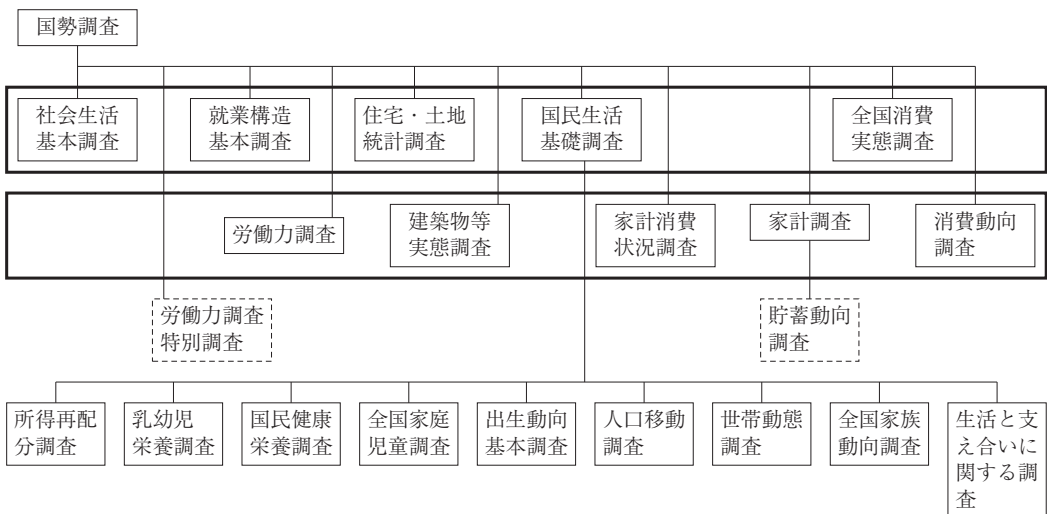 国勢調査
社会生活
基本調査
就業構造
基本調査
住宅・土地
統計調査
国民生活
基礎調査
全国消費
実態調査
労働力調査
建築物等
実態調査
家計消費
状況調査
家計調査
消費動向
調査
労働力調査
特別調査
貯蓄動向
調査
所得再配
分調査
乳幼児
栄養調査
国民健康
栄養調査
全国家庭
児童調査
出生動向
基本調査
人口移動
調査
世帯動態
調査
全国家族
動向調査
生活と支
え合いに
関する調
査